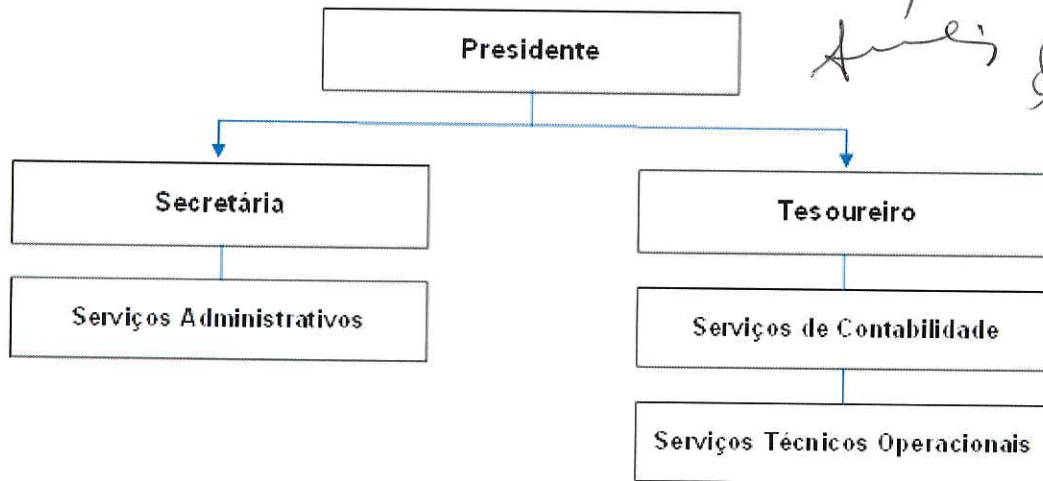 Presidente
Secretária
Tesoureiro
Serviços Administrativos
Serviços de Contabilidade
Serviços Técnicos Operacionais